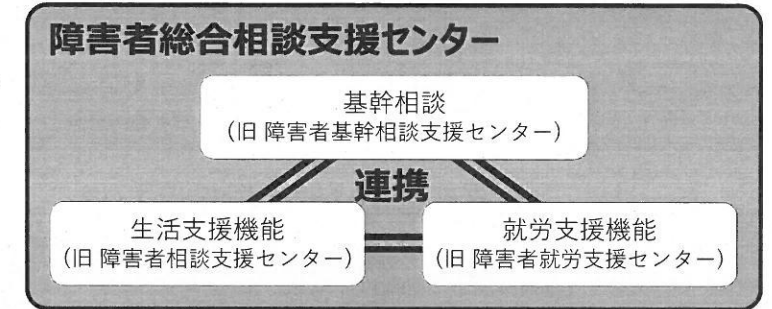 障害者総合相談支援センター
基幹相談
(旧 障害者基幹相談支援センター)
連携
生活支援機能
(旧 障害者相談支援センター)
就労支援機能
(旧 障害者就労支援センター)